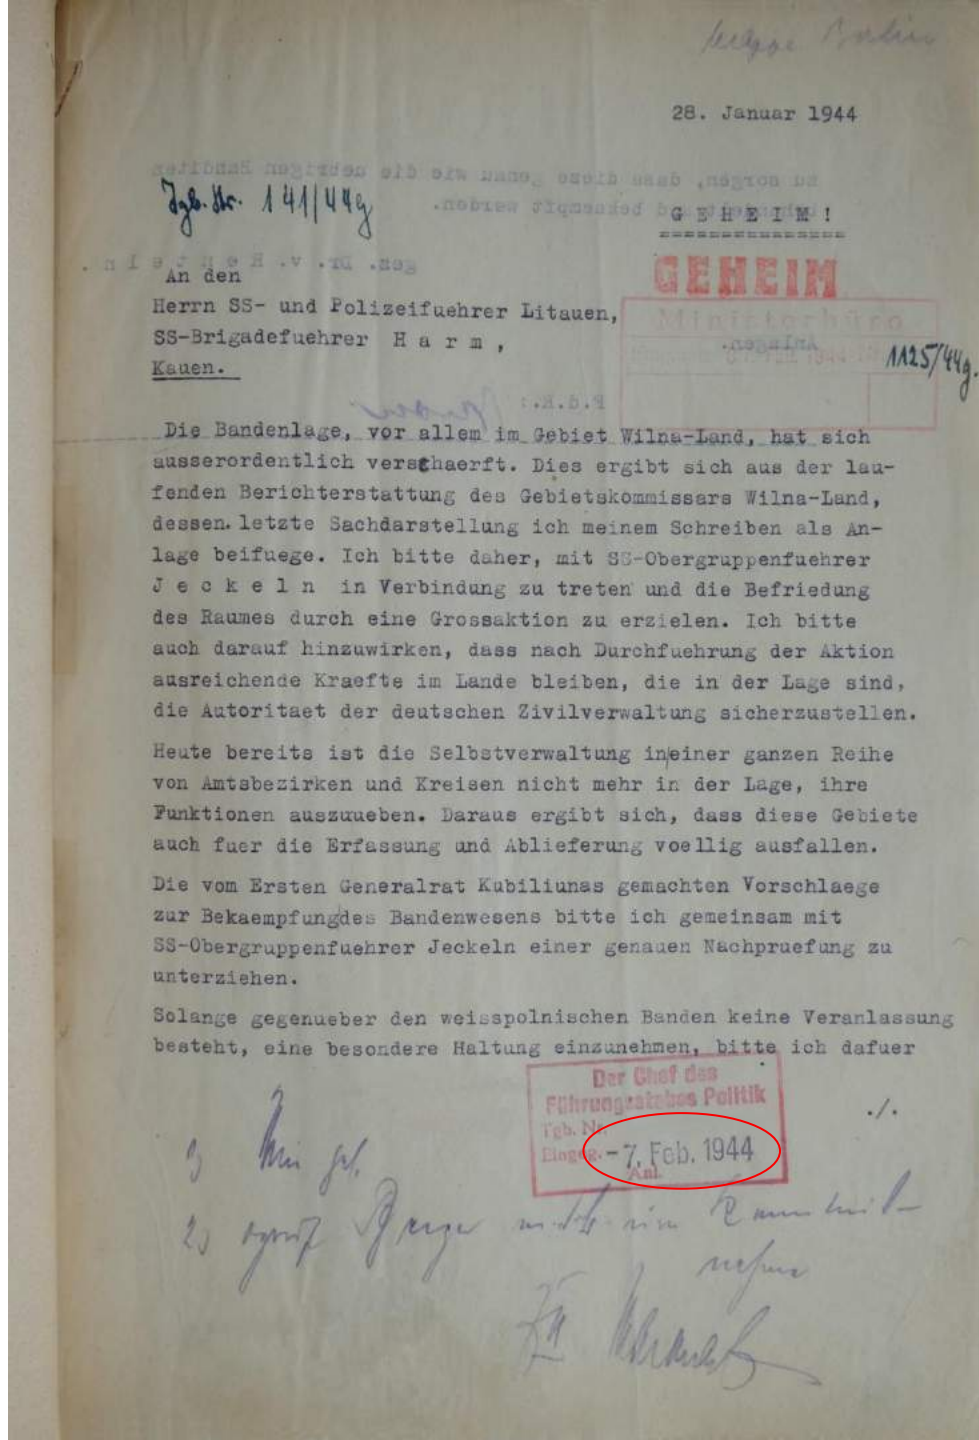 28. Januar 1944
Tgb. Nr. 141/44g
G E H E I M !
GEHEIM
An den
Herrn SS- und Polizeifuehrer Litauen,
SS-Brigadefuehrer H a r m ,
Kauen.
Ministerbüro
1125/44g.
Die Bandenlage, vor allem im Gebiet Wilna-Land, hat sich
ausserordentlich verschaerft. Dies ergibt sich aus der lau-
fenden Berichterstattung des Gebietskommissars Wilna-Land,
dessen letzte Sachdarstellung ich meinem Schreiben als An-
lage beifuege. Ich bitte daher, mit SS-Obergruppenfuehrer
J e c k e l n in Verbindung zu treten und die Befriedung
des Raumes durch eine Grossaktion zu erzielen. Ich bitte
auch darauf hinzuwirken, dass nach Durchfuehrung der Aktion
ausreichende Kraefte im Lande bleiben, die in der Lage sind,
die Autoritaet der deutschen Zivilverwaltung sicherzustellen.
Heute bereits ist die Selbstverwaltung in einer ganzen Reihe
von Amtsbezirken und Kreisen nicht mehr in der Lage, ihre
Funktionen auszuueben. Daraus ergibt sich, dass diese Gebiete
auch fuer die Erfassung und Ablieferung voellig ausfallen.
Die vom Ersten Generalrat Kubiliunas gemachten Vorschlaege
zur Bekaempfung des Bandenwesens bitte ich gemeinsam mit
SS-Obergruppenfuehrer Jeckeln einer genauen Nachpruefung zu
unterziehen.
Solange gegenueber den weisspolnischen Banden keine Veranlassung
besteht, eine besondere Haltung einzunehmen, bitte ich dafuer
./.
Der Chef des
Führungsstabes Politik
Tgb. Nr.
Eingeg. -7. Feb. 1944
Anl.
1)
2)